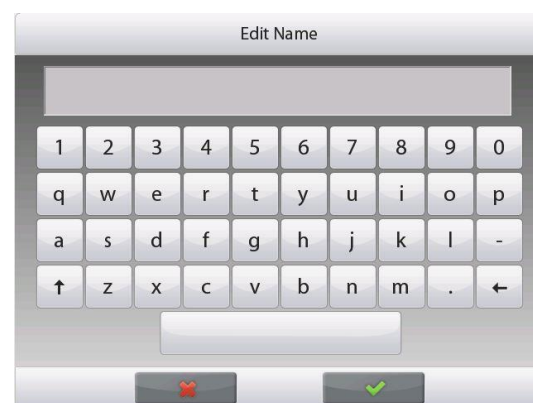 Edit Name
1 2 3 4 5 6 7 8 9 0
q w e r t y u i o p
a s d f g h j k l -
↑ z x c v b n m . ←